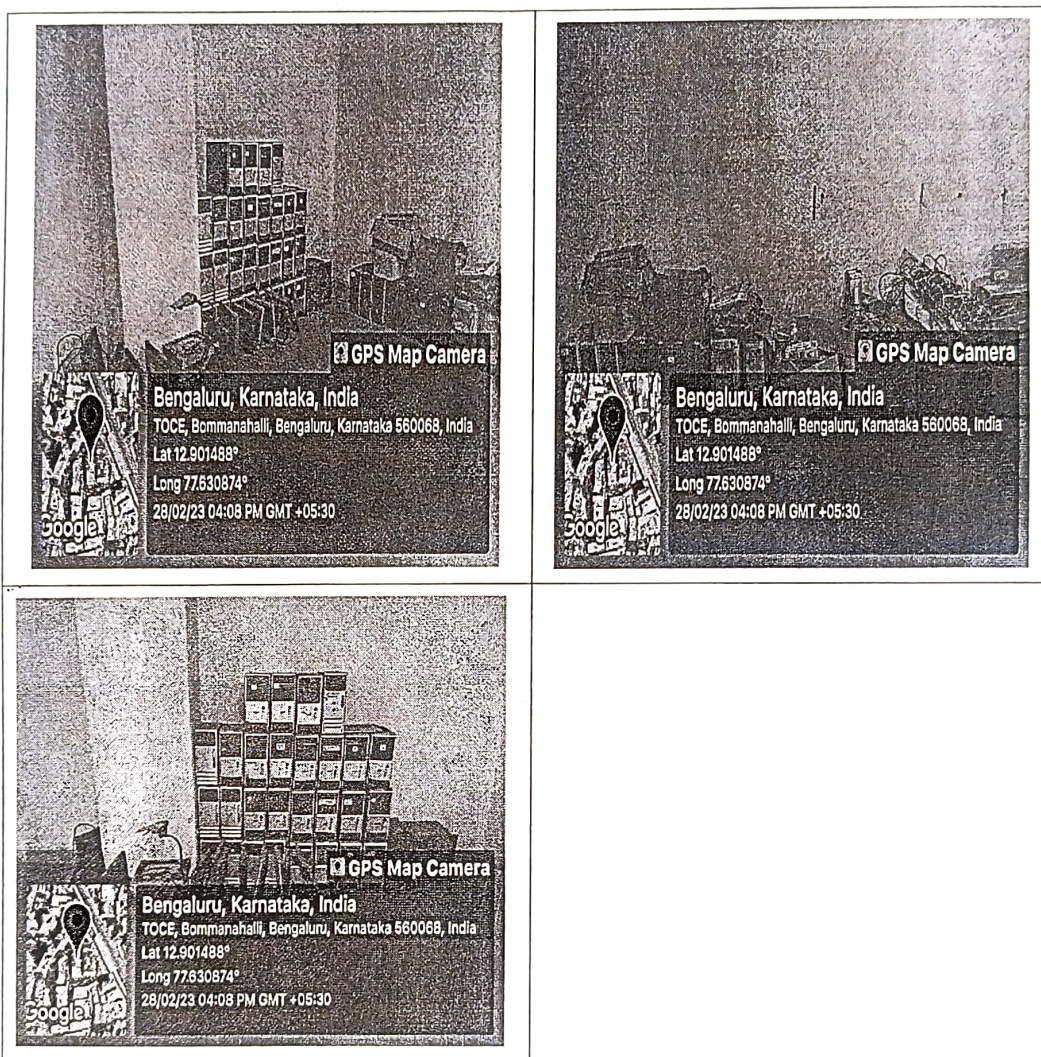 GPS Map Camera
Bengaluru, Karnataka, India
TOCE, Bommanahalli, Bengaluru, Karnataka 560068, India
Lat 12.901488°
Long 77.630874°
28/02/23 04:08 PM GMT +05:30
Google
GPS Map Camera
Bengaluru, Karnataka, India
TOCE, Bommanahalli, Bengaluru, Karnataka 560068, India
Lat 12.901488°
Long 77.630874°
28/02/23 04:08 PM GMT +05:30
Google
GPS Map Camera
Bengaluru, Karnataka, India
TOCE, Bommanahalli, Bengaluru, Karnataka 560068, India
Lat 12.901488°
Long 77.630874°
28/02/23 04:08 PM GMT +05:30
Google